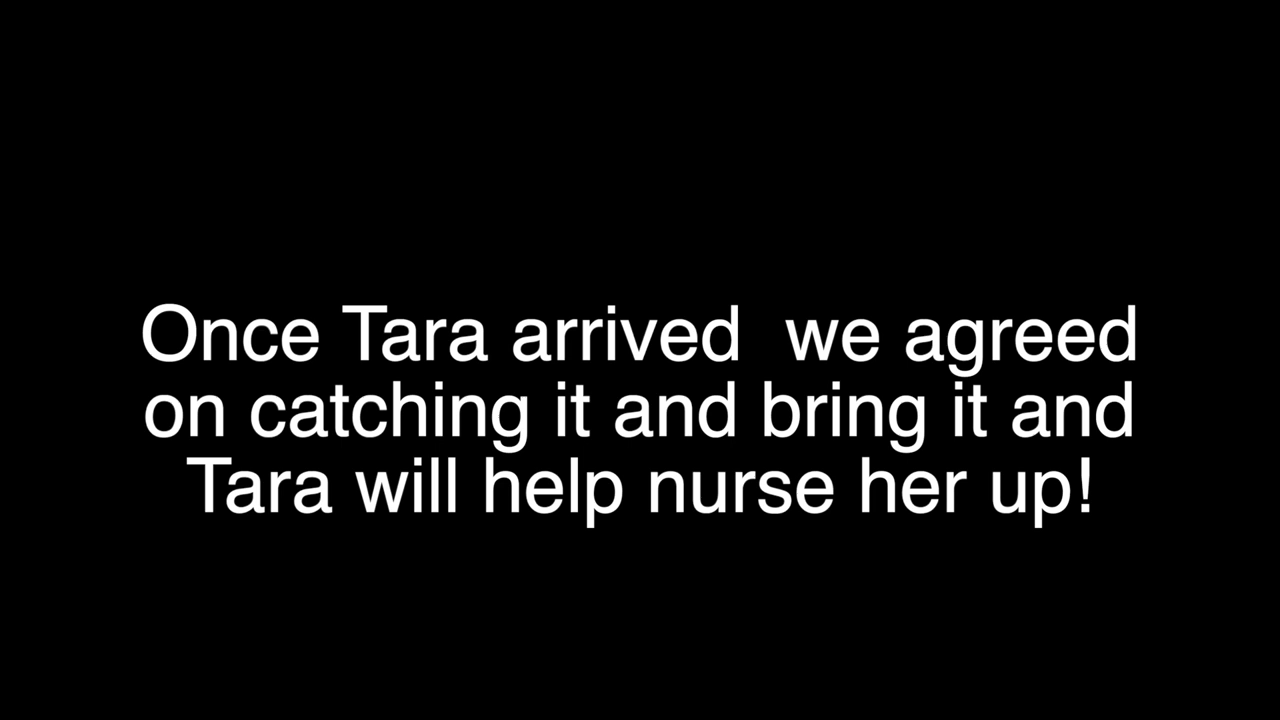 Once Tara arrived  we agreed
on catching it and bring it and
Tara will help nurse her up!